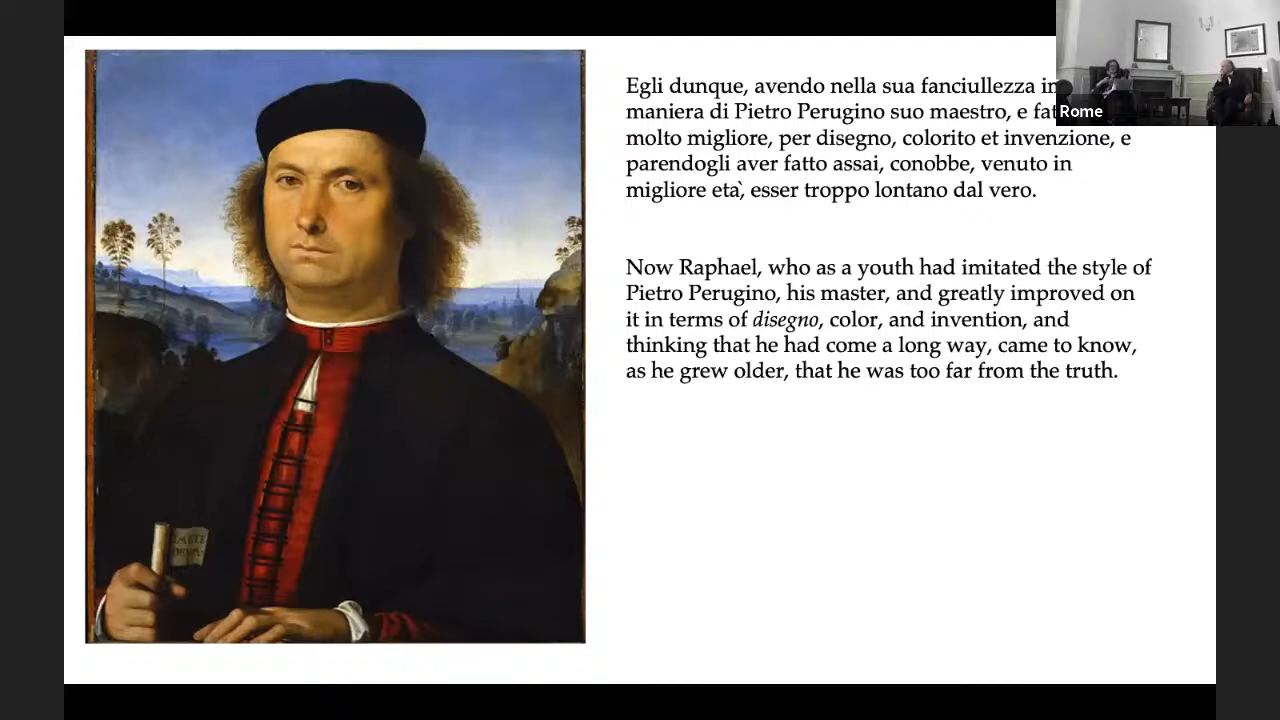 Egli dunque, avendo nella sua fanciullezza
maniera di Pietro Perugino suo maestro, e
molto migliore, per disegno, colorito et invenzione, e
parendogli aver fatto assai, conobbe, venuto in
migliore età, esser troppo lontano dal vero.
Now Raphael, who as a youth had imitated the style of
Pietro Perugino, his master, and greatly improved on
it in terms of disegno, color, and invention, and
thinking that he had come a long way, came to know,
as he grew older, that he was too far from the truth.
Rome